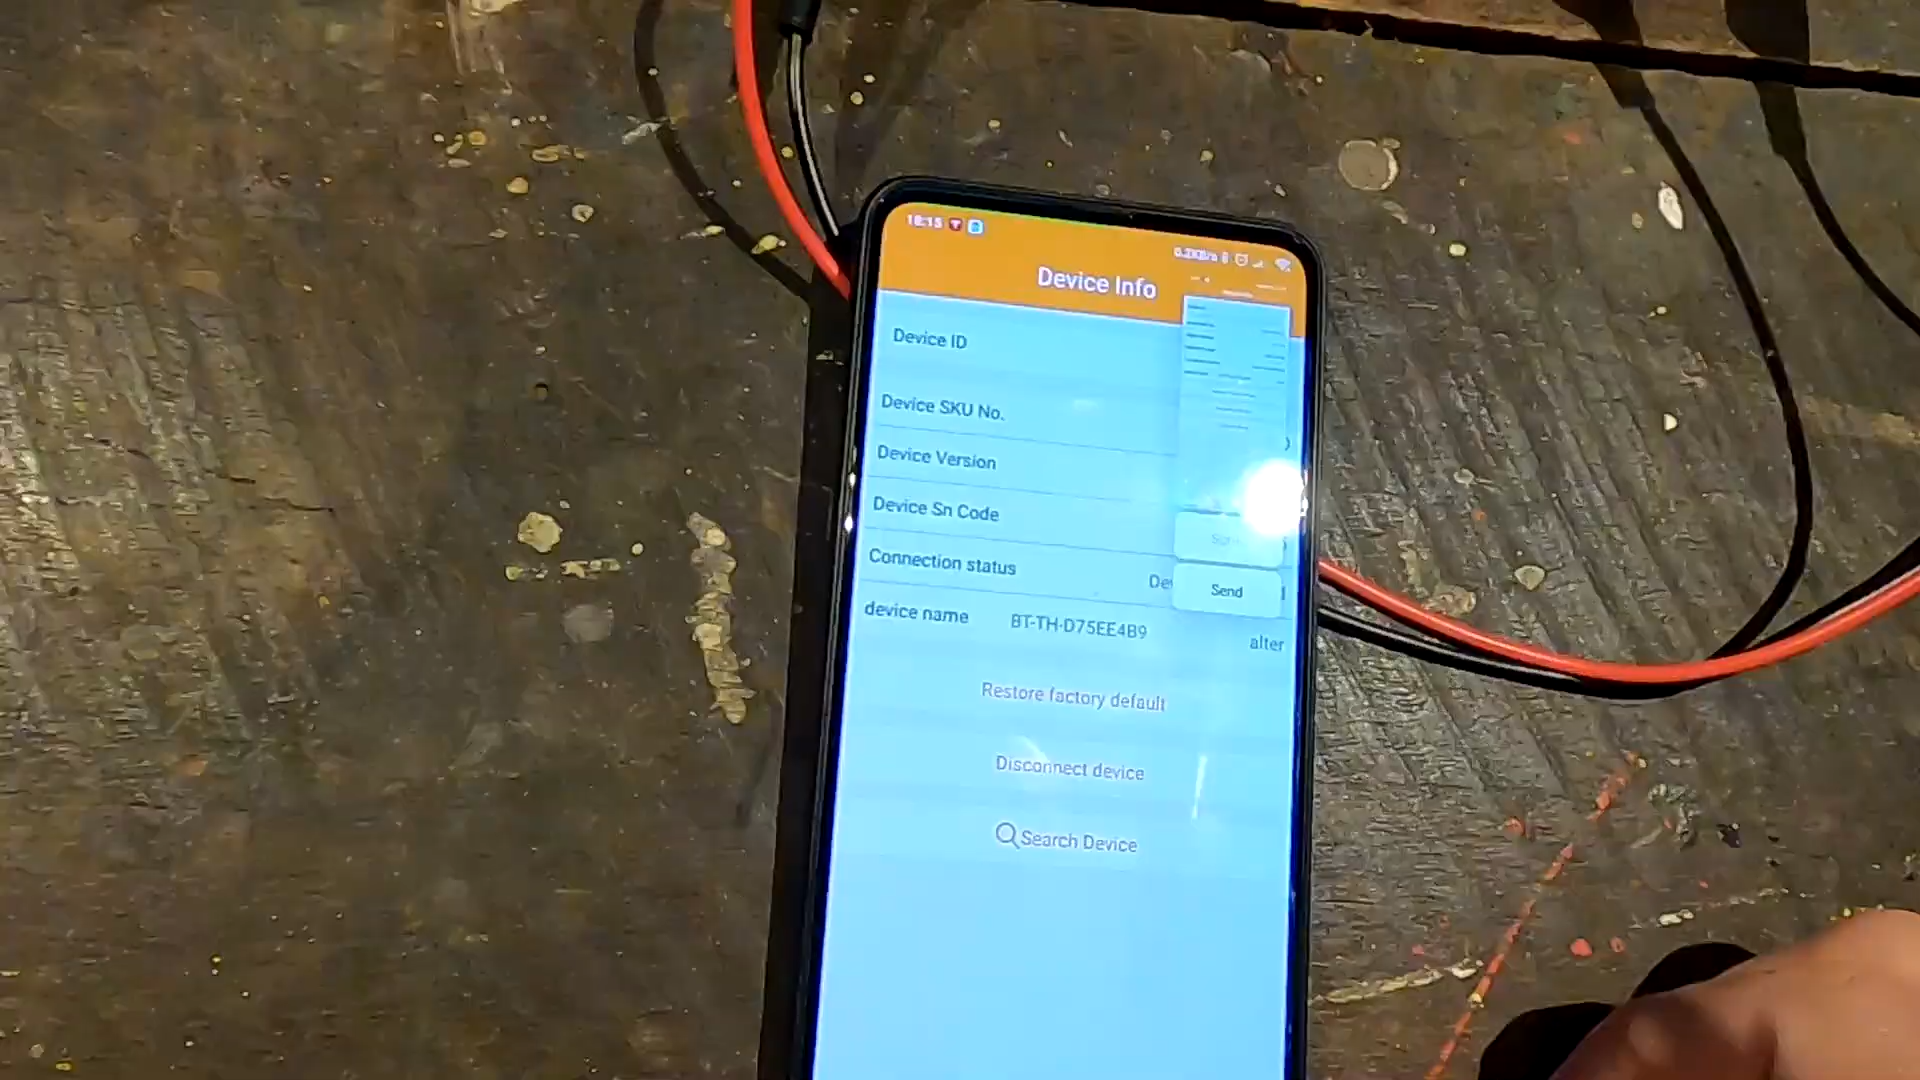 18:15
Device Info
Device ID
Device SKU No.
Device Version
Device Sn Code
Connection status
device name BT-TH-D75EE4B9 alter
Send
Restore factory default
Disconnect device
Search Device